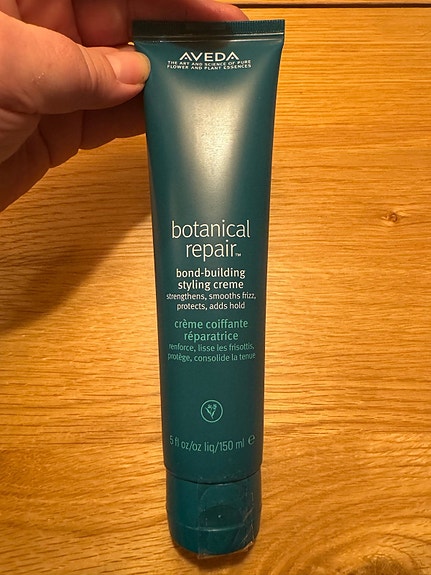 AVEDA
THE ART AND SCIENCE OF PURE
FLOWER AND PLANT ESSENCES
botanical
repair™
bond-building
styling creme
strengthens, smooths frizz,
protects, adds hold
crème coiffante
réparatrice
renforce, lisse les frisottis,
protège, consolide la tenue
5 fl oz/oz liq/150 ml ℮